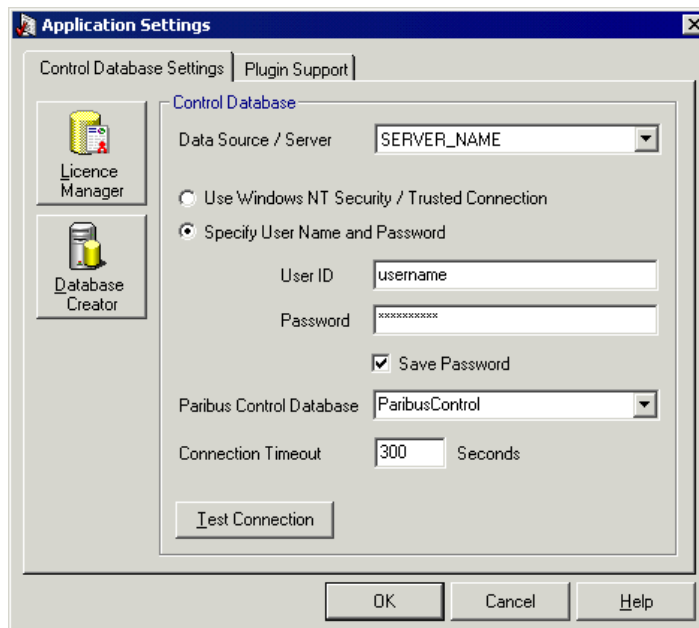 Application Settings
Control Database Settings
Plugin Support
Licence
Manager
Database
Creator
Control Database
Data Source / Server
SERVER_NAME
Use Windows NT Security / Trusted Connection
Specify User Name and Password
User ID
username
Password
**********
Save Password
Paribus Control Database
ParibusControl
Connection Timeout
300
Seconds
Test Connection
OK
Cancel
Help